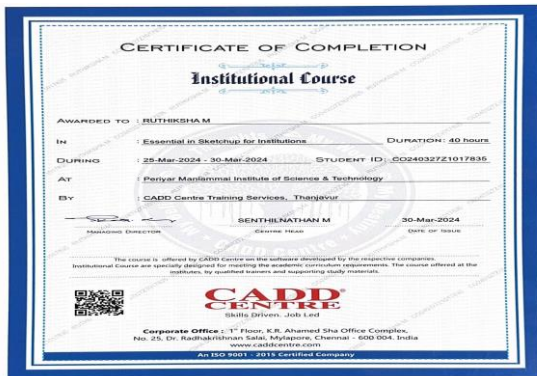 CERTIFICATE OF COMPLETION
Institutional Course
AWARDED TO : RUTHIKSHA M
IN : Essential in Sketchup for Institutions DURATION: 40 hours
DURING : 25-Mar-2024 - 30-Mar-2024 STUDENT ID :CO240327Z1017835
AT : Periyar Maniammai Institute of Science & Technology
BY : CADD Centre Training Services, Thanjavur
SENTHILNATHAN M 30-Mar-2024
MANAGING DIRECTOR CENTRE HEAD DATE OF ISSUE
The course is offered by CADD Centre on the software developed by the respective companies.
Institutional Course are specially designed for meeting the academic curriculum requirements. The course offered at the
institutes, by qualified trainers and supporting study materials.
CADD
CENTRE
Skills Driven. Job Led
Corporate Office : 1st Floor, K.R. Ahamed Sha Office Complex,
No. 25, Dr. Radhakrishnan Salai, Mylapore, Chennai - 600 004. India
www.caddcentre.com
An ISO 9001 - 2015 Certified Company